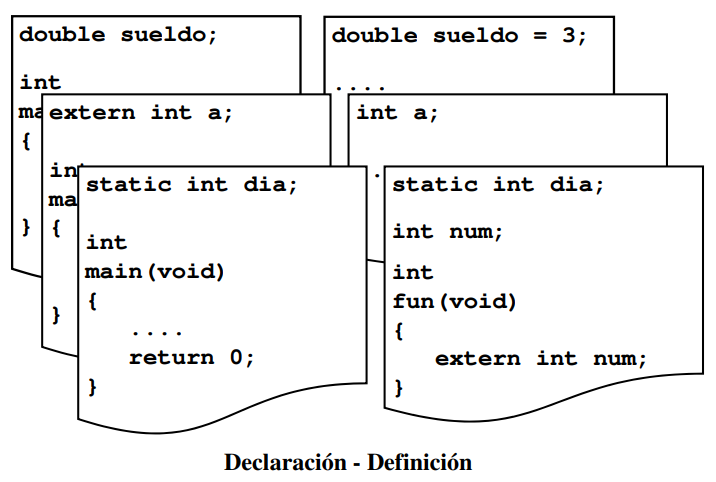 double sueldo;
int
ma
{
}
double sueldo = 3;
....
extern int a;
int
ma
{
}
int a;
.
static int dia;
int
main(void)
{
....
return 0;
}
static int dia;
int num;
int
fun(void)
{
extern int num;
}
Declaración - Definición